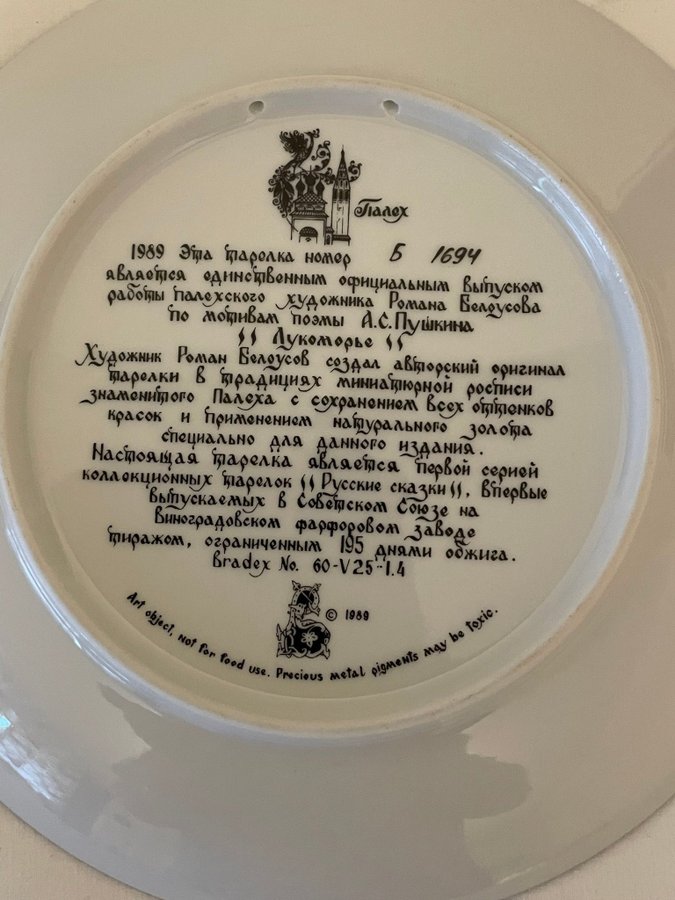 Палех
1989 Эта тарелка номер Б 1694
является единственным официальным выпуском
работы палехского художника Романа Белоусова
по мотивам поэмы А.С.Пушкина
" Лукоморье "
Художник Роман Белоусов создал авторский оригинал
тарелки в традициях миниатюрной росписи
знаменитого Палеха с сохранением всех оттенков
красок и применением натурального золота
специально для данного издания.
Настоящая тарелка является первой серией
коллекционных тарелок "Русские сказки", впервые
выпускаемых в Советском Союзе на
Виноградовском фарфоровом заводе
тиражом, ограниченным 195 днями обжига.
Bradex No. 60-V25-1.4
© 1989
Art object, not for food use. Precious metal pigments may be toxic.